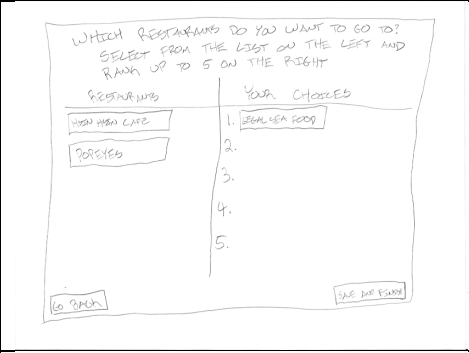 WHICH RESTAURANTS DO YOU WANT TO GO TO?
SELECT FROM THE LIST ON THE LEFT AND
RANK UP TO 5 ON THE RIGHT
RESTAURANTS
YOUR CHOICES
HSIN HSIN CAFE
POPEYES
1. LEGAL SEA FOOD
2.
3.
4.
5.
GO BACK
SAVE AND FINISH